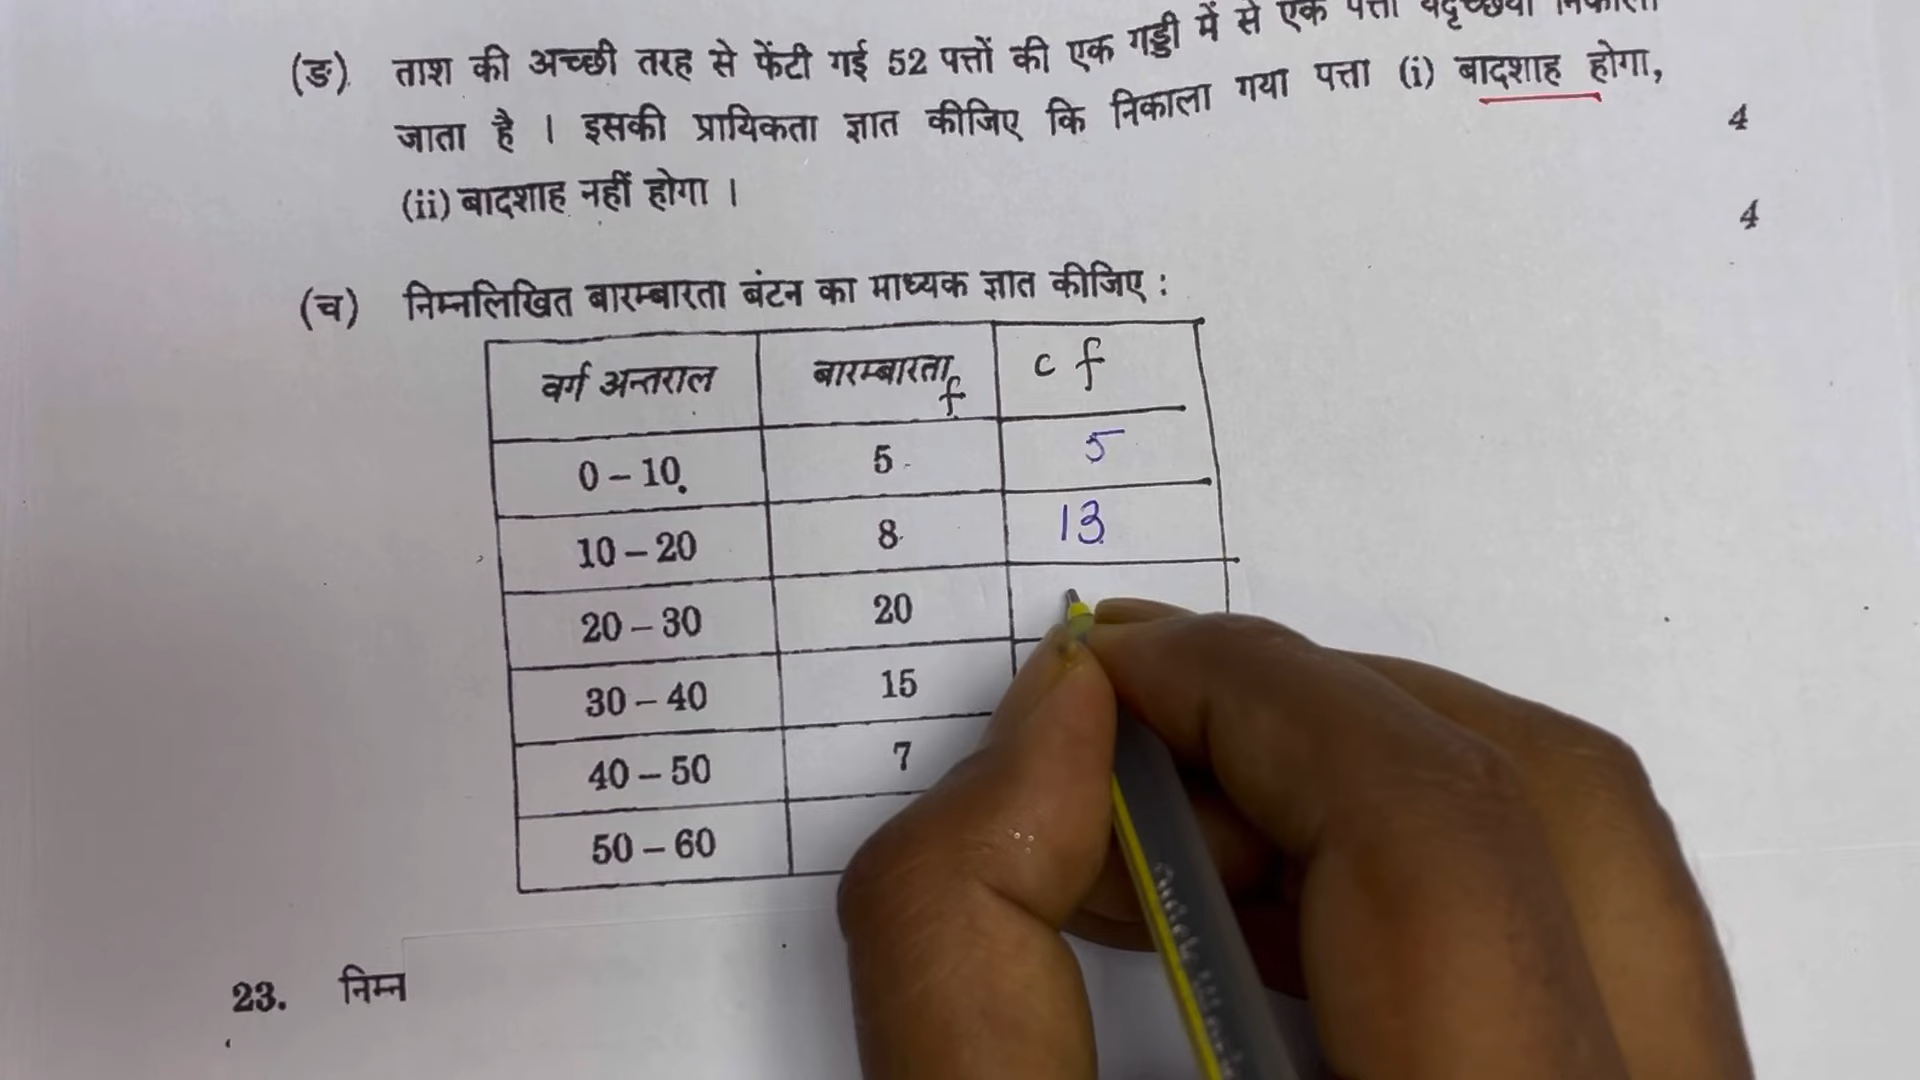 ताश की अच्छी तरह से फेंटी गई 52 पत्तों की एक गड्डी में से एक पत्ता यदृच्छया निकाला
(ङ) जाता है । इसकी प्रायिकता ज्ञात कीजिए कि निकाला गया पत्ता (i) बादशाह होगा,
(ii) बादशाह नहीं होगा । 4
4
(च) निम्नलिखित बारम्बारता बंटन का माध्यक ज्ञात कीजिए :
वर्ग अन्तराल बारम्बारता f c f
0 – 10 5 5
10 – 20 8 13
20 – 30 20
30 – 40 15
40 – 50 7
50 – 60
23. निम्न